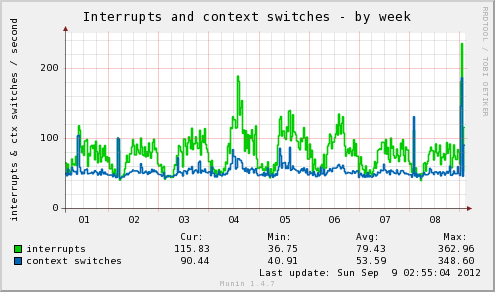 Interrupts and context switches - by week
RRDTOOL / TOBI OETIKER
interrupts & ctx switches / second
200
100
0
01 02 03 04 05 06 07 08
Cur: Min: Avg: Max:
interrupts 115.83 36.75 79.43 362.96
context switches 90.44 40.91 53.59 348.60
Last update: Sun Sep 9 02:55:04 2012
Munin 1.4.7